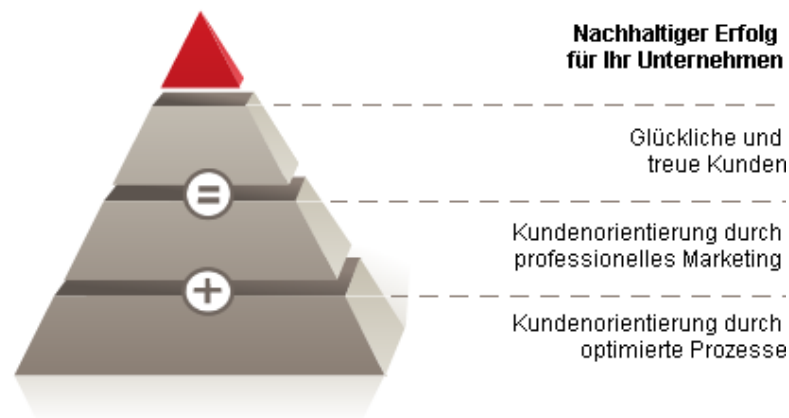 Nachhaltiger Erfolg
für Ihr Unternehmen
Glückliche und
treue Kunden
=
Kundenorientierung durch
professionelles Marketing
+
Kundenorientierung durch
optimierte Prozesse